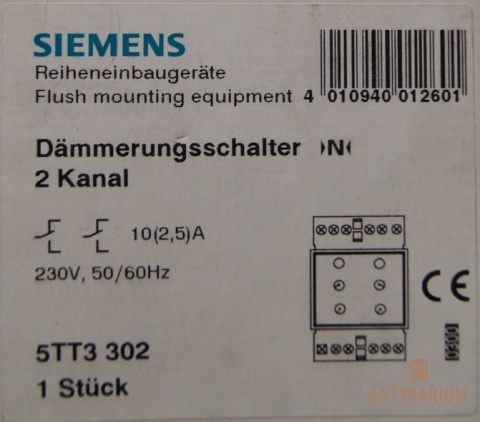 SIEMENS
Reiheneinbaugeräte
Flush mounting equipment
4 010940 012601
Dämmerungsschalter N
2 Kanal
10(2,5)A
230V, 50/60Hz
CE
5TT3 302
1 Stück
0300
ANTYKARIUM